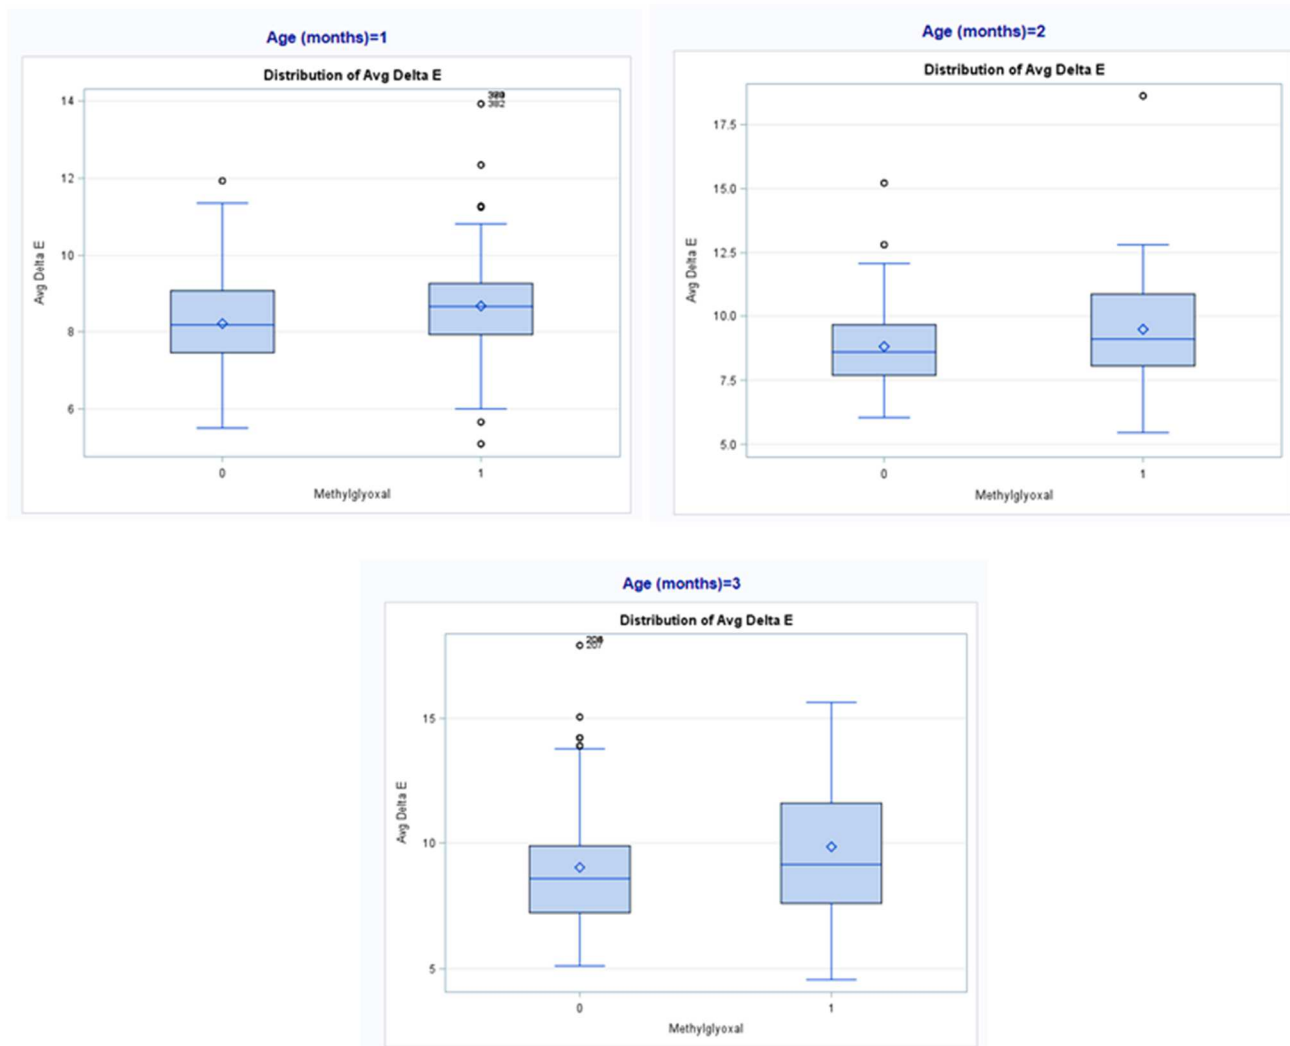 Age (months)=1
Distribution of Avg Delta E
14
12
10
8
6
Avg Delta E
382
0
1
Methylglyoxal
Age (months)=2
Distribution of Avg Delta E
17.5
15.0
12.5
10.0
7.5
5.0
Avg Delta E
0
1
Methylglyoxal
Age (months)=3
Distribution of Avg Delta E
207
15
10
5
Avg Delta E
0
1
Methylglyoxal